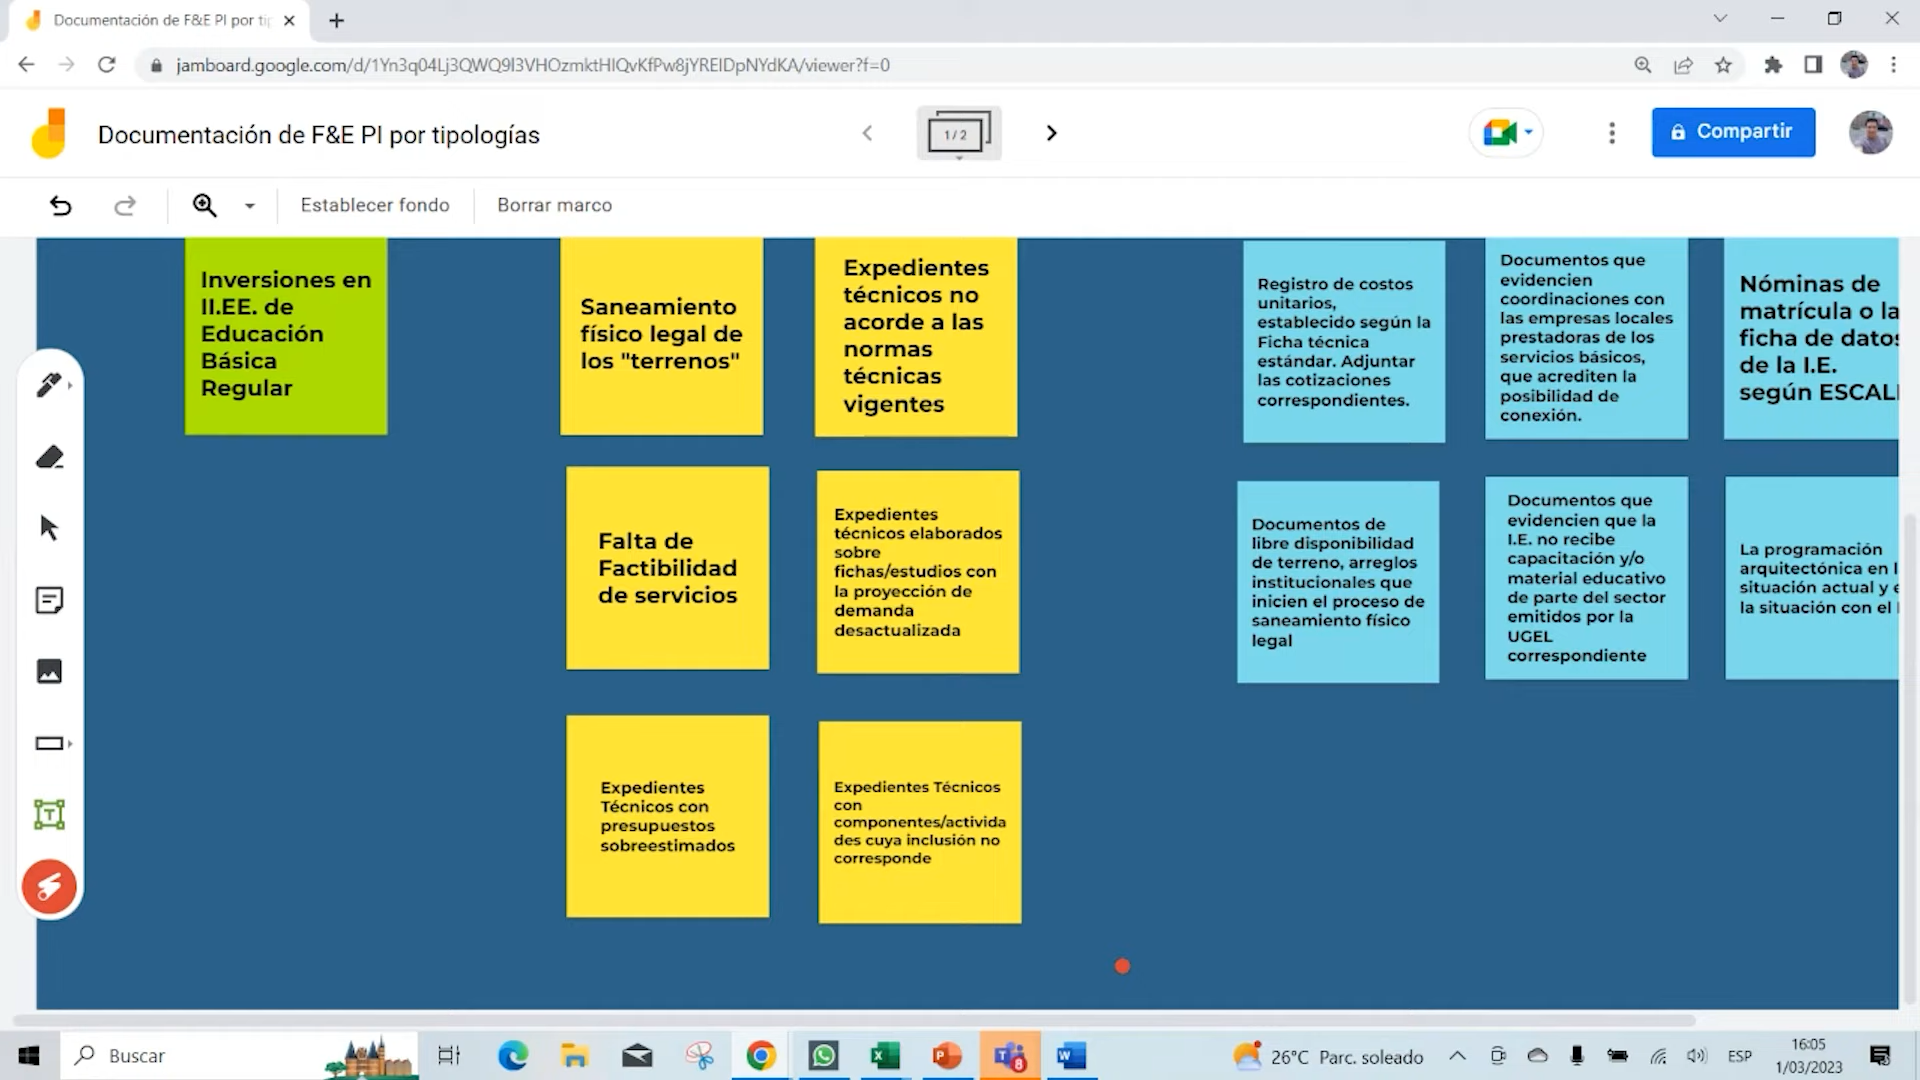 Documentación de F&E PI por tip
jamboard.google.com/d/1Yn3q04Lj3QWQ9l3VHOzmktHIQvKfPw8jYREIDpNYdKA/viewer?f=0
Documentación de F&E PI por tipologías
1 / 2
Compartir
Establecer fondo
Borrar marco
Inversiones en
II.EE. de
Educación
Básica
Regular
Saneamiento
físico legal de
los "terrenos"
Expedientes
técnicos no
acorde a las
normas
técnicas
vigentes
Registro de costos
unitarios,
establecido según la
Ficha técnica
estándar. Adjuntar
las cotizaciones
correspondientes.
Documentos que
evidencien
coordinaciones con
las empresas locales
prestadoras de los
servicios básicos,
que acrediten la
posibilidad de
conexión.
Nóminas de
matrícula o la
ficha de datos
de la I.E.
según ESCALE
Falta de
Factibilidad
de servicios
Expedientes
técnicos elaborados
sobre
fichas/estudios con
la proyección de
demanda
desactualizada
Documentos de
libre disponibilidad
de terreno, arreglos
institucionales que
inicien el proceso de
saneamiento físico
legal
Documentos que
evidencien que la
I.E. no recibe
capacitación y/o
material educativo
de parte del sector
emitidos por la
UGEL
correspondiente
La programación
arquitectónica en l
situación actual y e
la situación con el
Expedientes
Técnicos con
presupuestos
sobreestimados
Expedientes Técnicos
con
componentes/activida
des cuya inclusión no
corresponde
Buscar
8
26°C Parc. soleado
ESP
16:05
1/03/2023